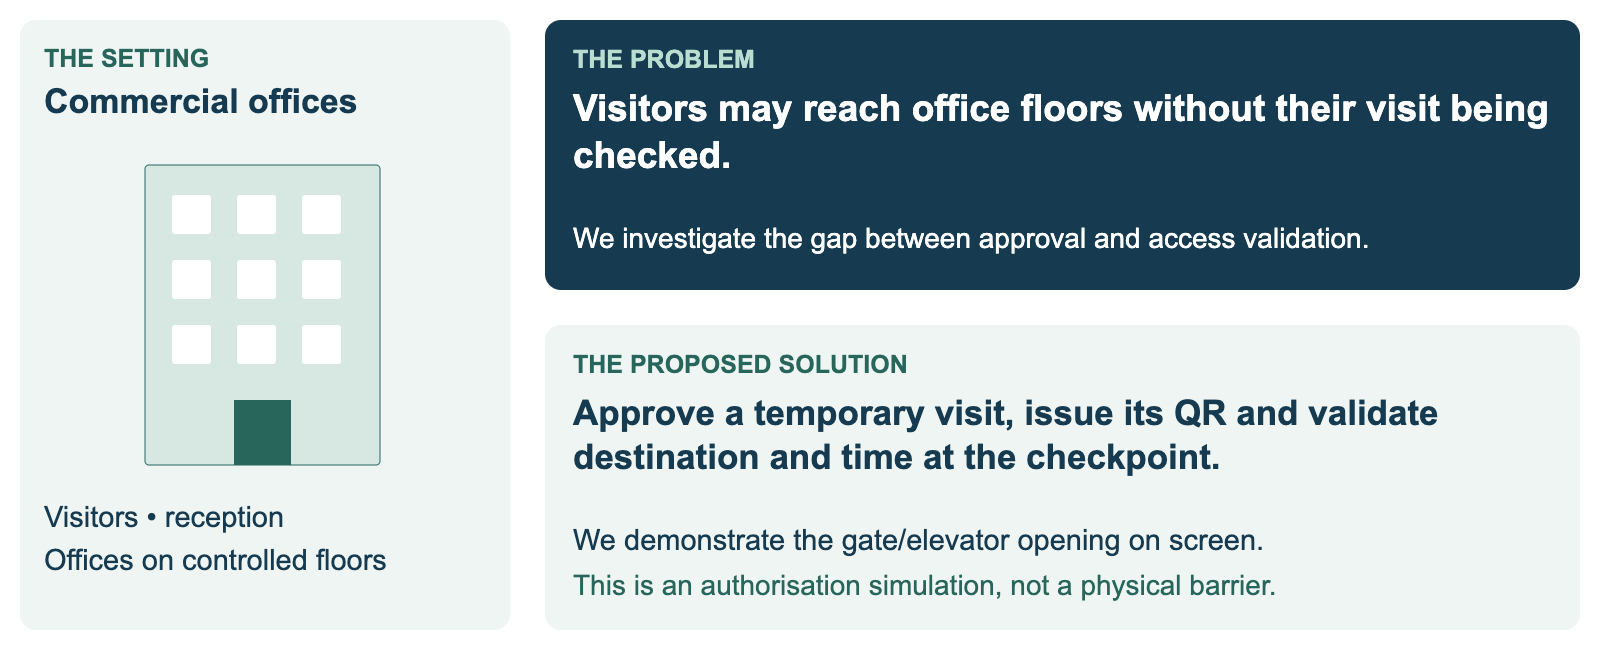 THE SETTING
Commercial offices
Visitors • reception
Offices on controlled floors
THE PROBLEM
Visitors may reach office floors without their visit being
checked.
We investigate the gap between approval and access validation.
THE PROPOSED SOLUTION
Approve a temporary visit, issue its QR and validate
destination and time at the checkpoint.
We demonstrate the gate/elevator opening on screen.
This is an authorisation simulation, not a physical barrier.